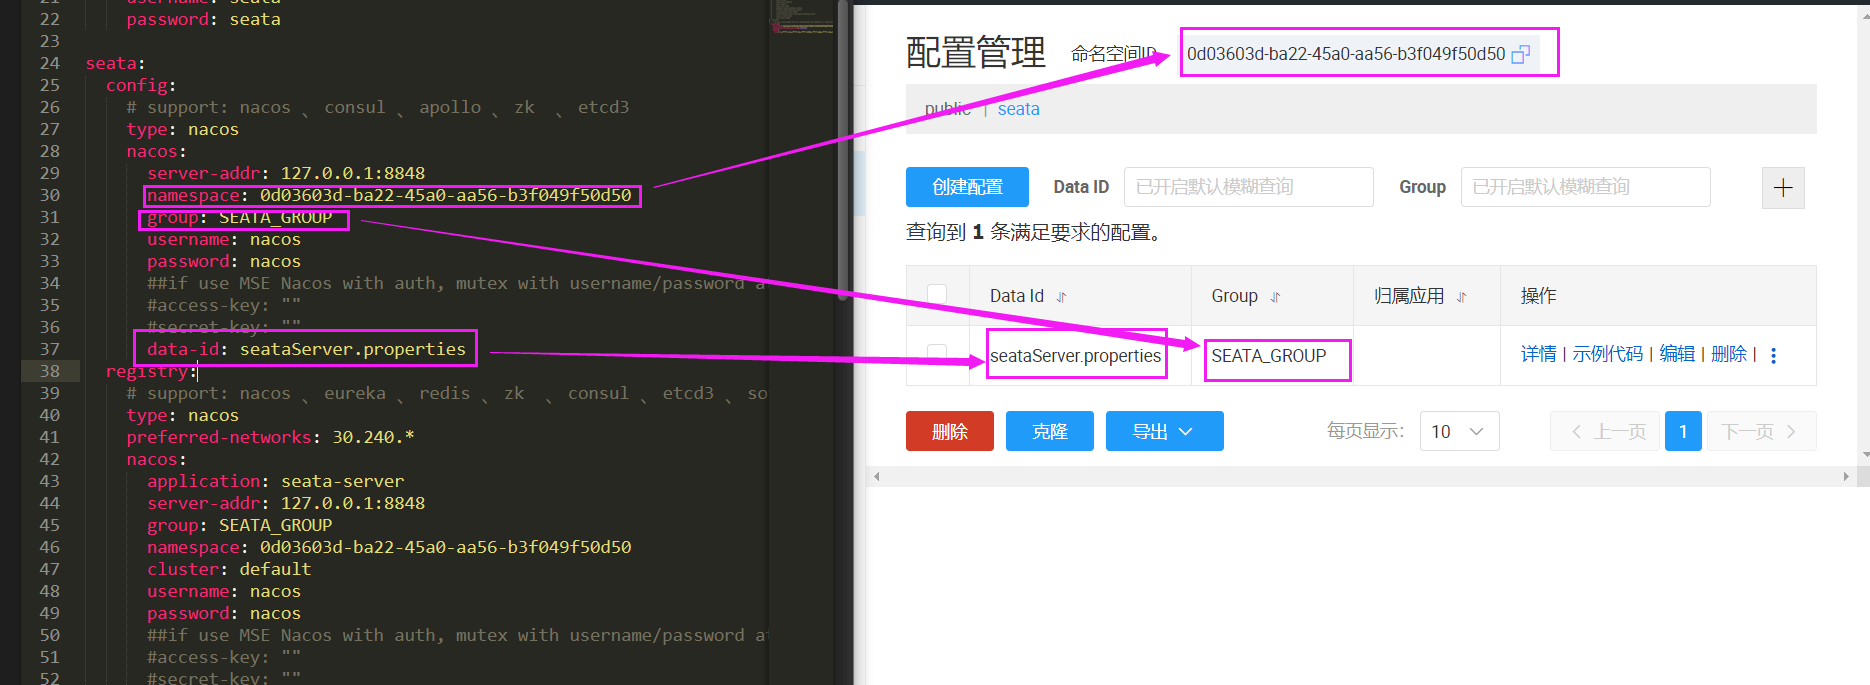 21 username: seata
22 password: seata
23
24 seata:
25 config:
26 # support: nacos 、 consul 、 apollo 、 zk 、 etcd3
27 type: nacos
28 nacos:
29 server-addr: 127.0.0.1:8848
30 namespace: 0d03603d-ba22-45a0-aa56-b3f049f50d50
31 group: SEATA_GROUP
32 username: nacos
33 password: nacos
34 ##if use MSE Nacos with auth, mutex with username/password a
35 #access-key: ""
36 #secret-key: ""
37 data-id: seataServer.properties
38 registry:
39 # support: nacos 、 eureka 、 redis 、 zk 、 consul 、 etcd3 、 so
40 type: nacos
41 preferred-networks: 30.240.*
42 nacos:
43 application: seata-server
44 server-addr: 127.0.0.1:8848
45 group: SEATA_GROUP
46 namespace: 0d03603d-ba22-45a0-aa56-b3f049f50d50
47 cluster: default
48 username: nacos
49 password: nacos
50 ##if use MSE Nacos with auth, mutex with username/password at
51 #access-key: ""
52 #secret-key: ""
配置管理 命名空间ID 0d03603d-ba22-45a0-aa56-b3f049f50d50
public | seata
创建配置 Data ID 已开启默认模糊查询 Group 已开启默认模糊查询
查询到 1 条满足要求的配置。
Data Id Group 归属应用 操作
seataServer.properties SEATA_GROUP 详情 | 示例代码 | 编辑 | 删除 |
删除 克隆 导出 每页显示: 10 上一页 1 下一页